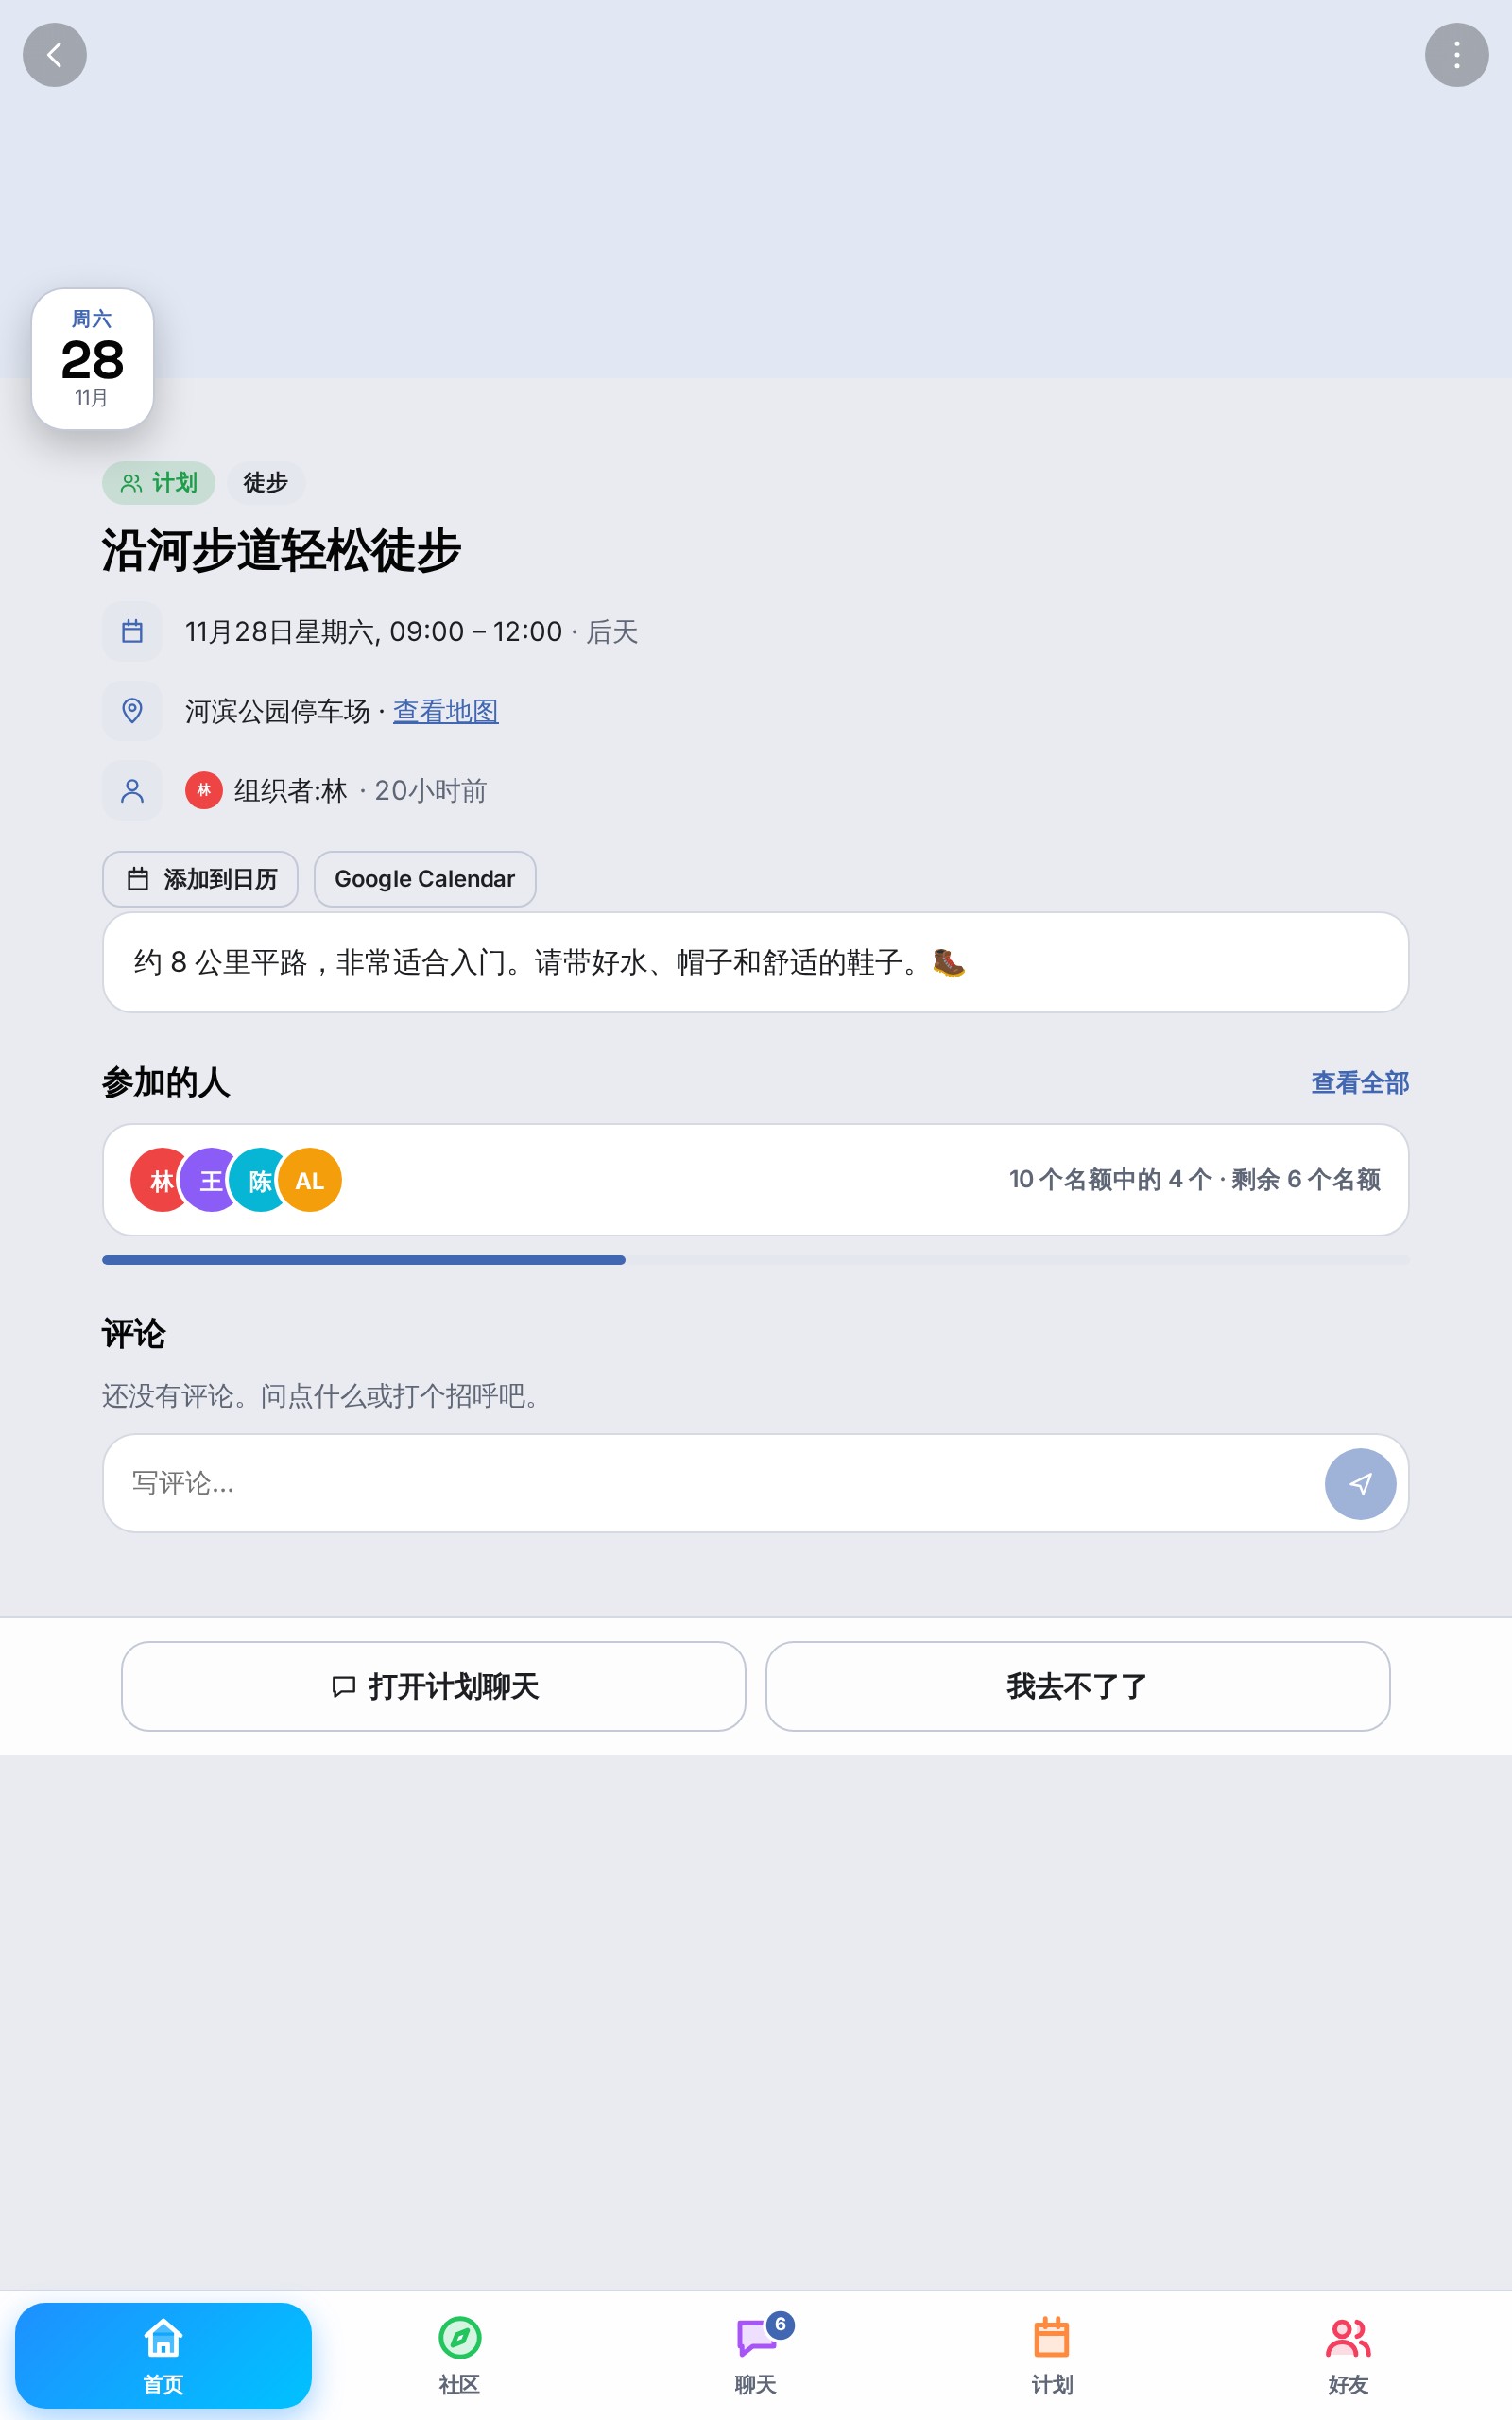 周六
28
11月
计划
徒步
沿河步道轻松徒步
11月28日星期六, 09:00 – 12:00 · 后天
河滨公园停车场 · 查看地图
林 组织者:林 · 20小时前
添加到日历
Google Calendar
约 8 公里平路，非常适合入门。请带好水、帽子和舒适的鞋子。🥾
参加的人
查看全部
林 王 陈 AL
10 个名额中的 4 个 · 剩余 6 个名额
评论
还没有评论。问点什么或打个招呼吧。
写评论...
打开计划聊天
我去不了了
6
首页
社区
聊天
计划
好友